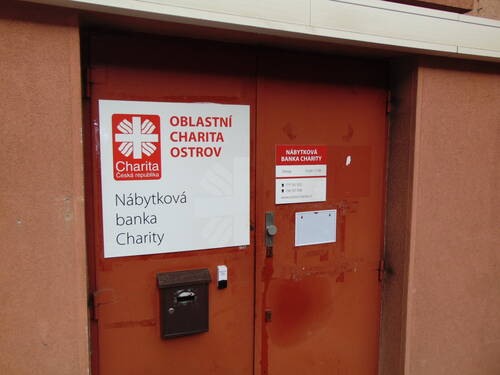 OBLASTNÍ
CHARITA
OSTROV
Charita
Česká republika
Nábytková
banka
Charity
NÁBYTKOVÁ
BANKA CHARITY